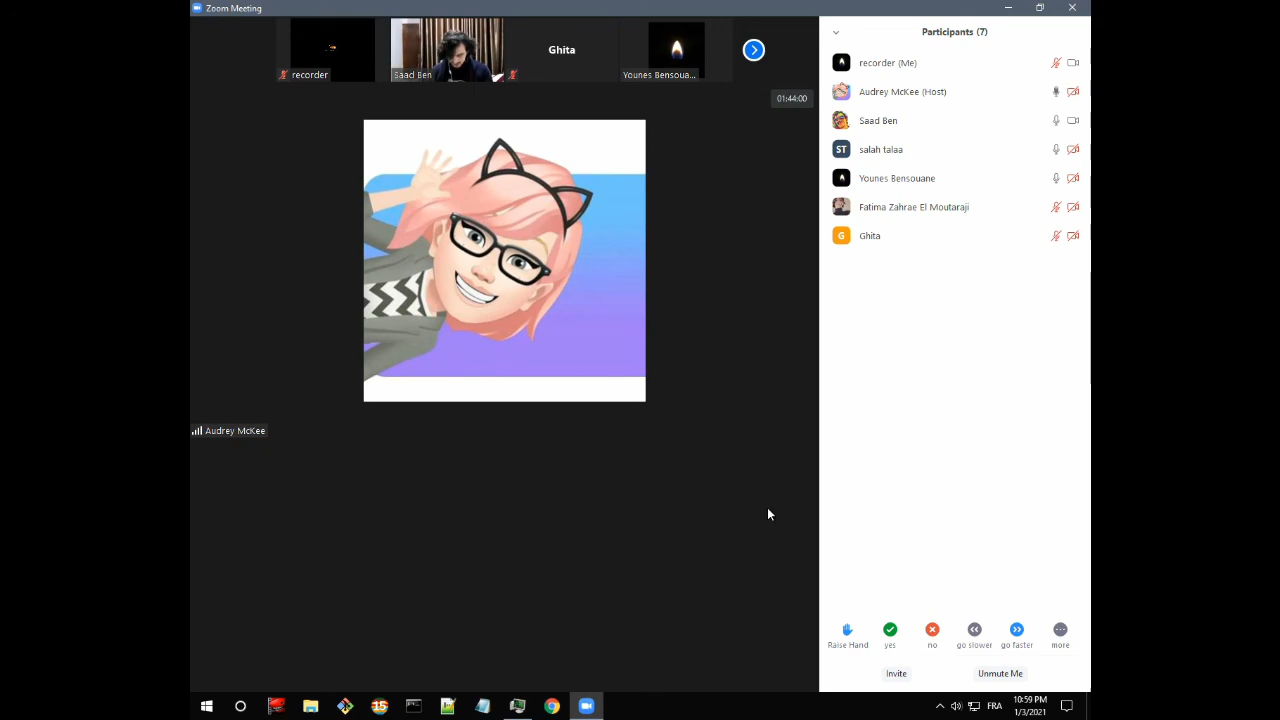 Zoom Meeting
recorder
Saad Ben
Ghita
Younes Bensoua...
01:44:00
Audrey McKee
Participants (7)
recorder (Me)
Audrey McKee (Host)
Saad Ben
ST salah talaa
Younes Bensouane
Fatima Zahrae El Moutaraji
G Ghita
Raise Hand yes no go slower go faster more
Invite Unmute Me
15
FRA
10:59 PM
1/3/2021